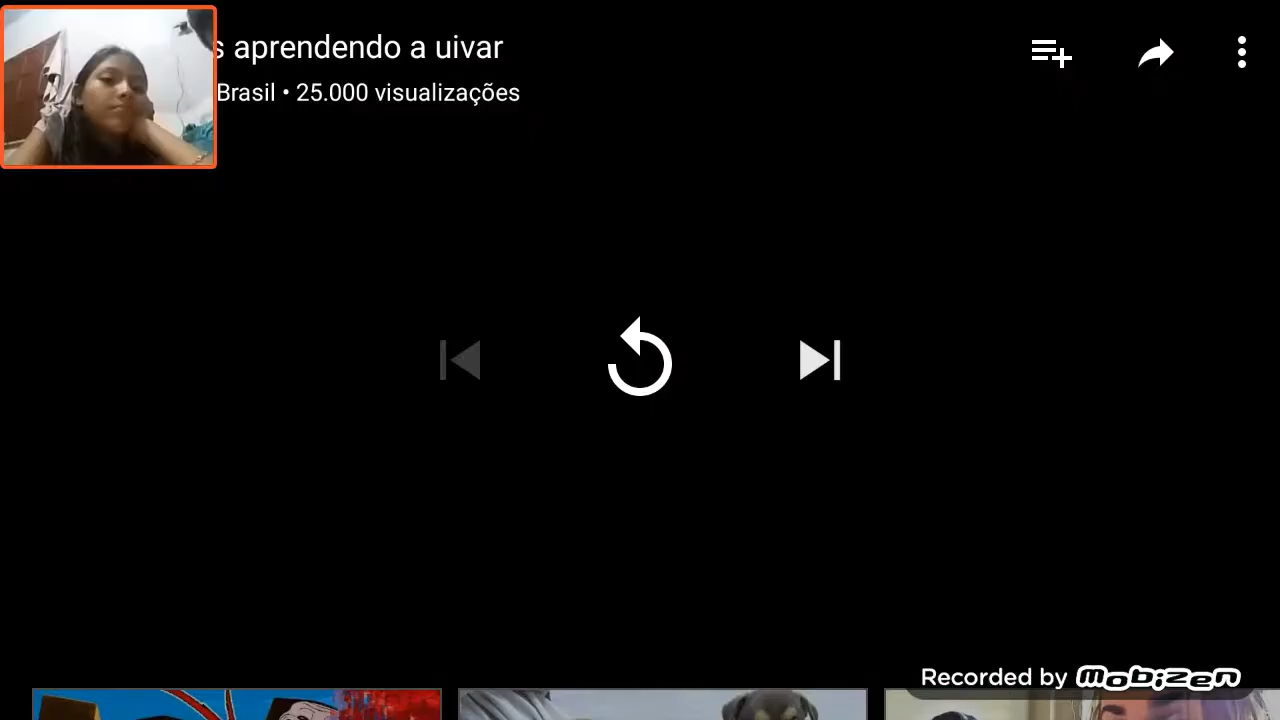 aprendendo a uivar
Brasil • 25.000 visualizações
Recorded by mobizen